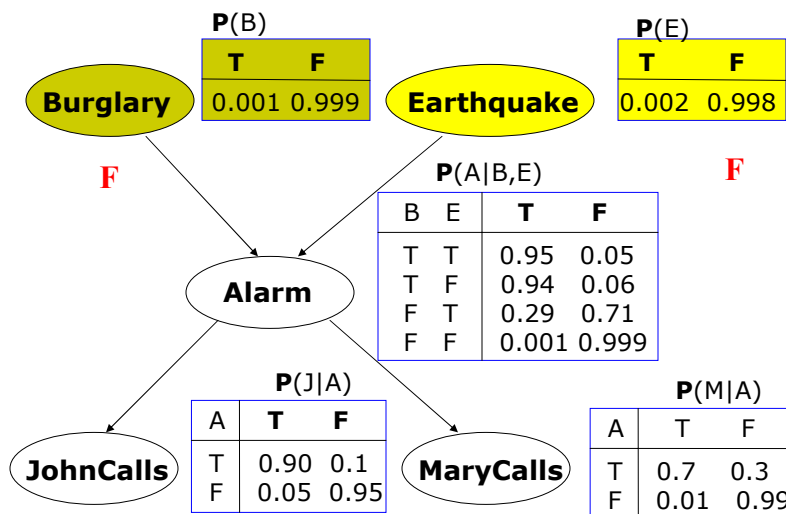 P(B)
T F
0.001 0.999
Burglary
P(E)
T F
0.002 0.998
Earthquake
F
F
P(A|B,E)
B E T F
T T 0.95 0.05
T F 0.94 0.06
F T 0.29 0.71
F F 0.001 0.999
Alarm
P(J|A)
A T F
T 0.90 0.1
F 0.05 0.95
JohnCalls
MaryCalls
P(M|A)
A T F
T 0.7 0.3
F 0.01 0.99